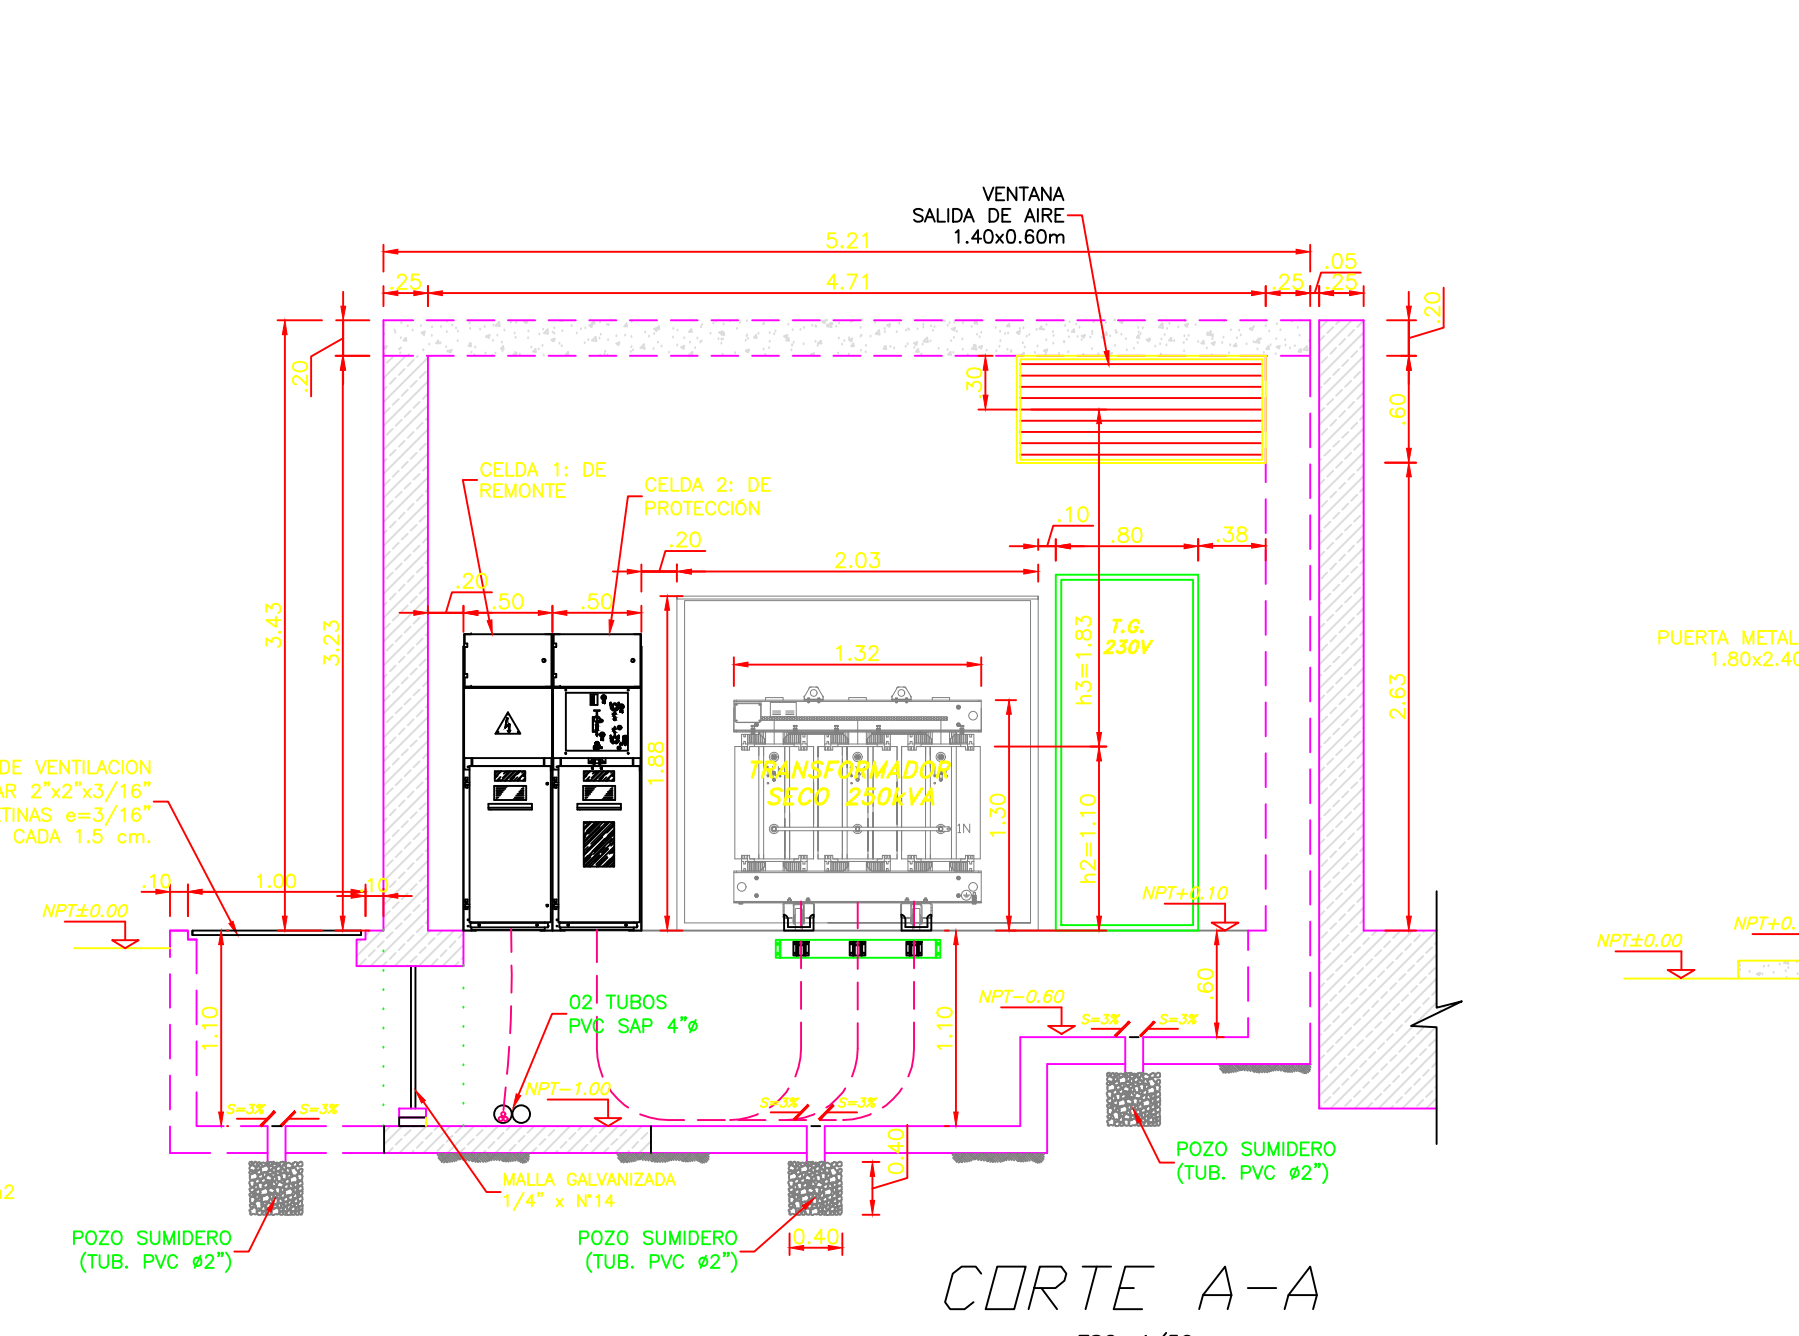 VENTANA
SALIDA DE AIRE
1.40x0.60m
5.21
.25
4.71
.25
.05
.25
.20
.20
.30
.60
CELDA 1: DE
REMONTE
CELDA 2: DE
PROTECCIÓN
.10
.80
.38
.20
2.03
.20
.50
.50
3.43
3.23
1.32
T.G.
230V
h3=1.83
2.63
PUERTA METAL
1.80x2.40
1.88
TRANSFORMADOR
SECO 250kVA
1.30
1N
h2=1.10
DE VENTILACION
AR 2"x2"x3/16"
ETINAS e=3/16"
CADA 1.5 cm.
.10
1.00
.10
NPT±0.00
NPT+0.10
NPT±0.00
NPT+0.
1.10
02 TUBOS
PVC SAP 4"ø
1.10
NPT-0.60
.60
S=3%
S=3%
NPT-1.00
S=3%
S=3%
S=3%
S=3%
0.40
MALLA GALVANIZADA
1/4" x N°14
POZO SUMIDERO
(TUB. PVC ø2")
POZO SUMIDERO
(TUB. PVC ø2")
POZO SUMIDERO
(TUB. PVC ø2")
0.40
CORTE A-A